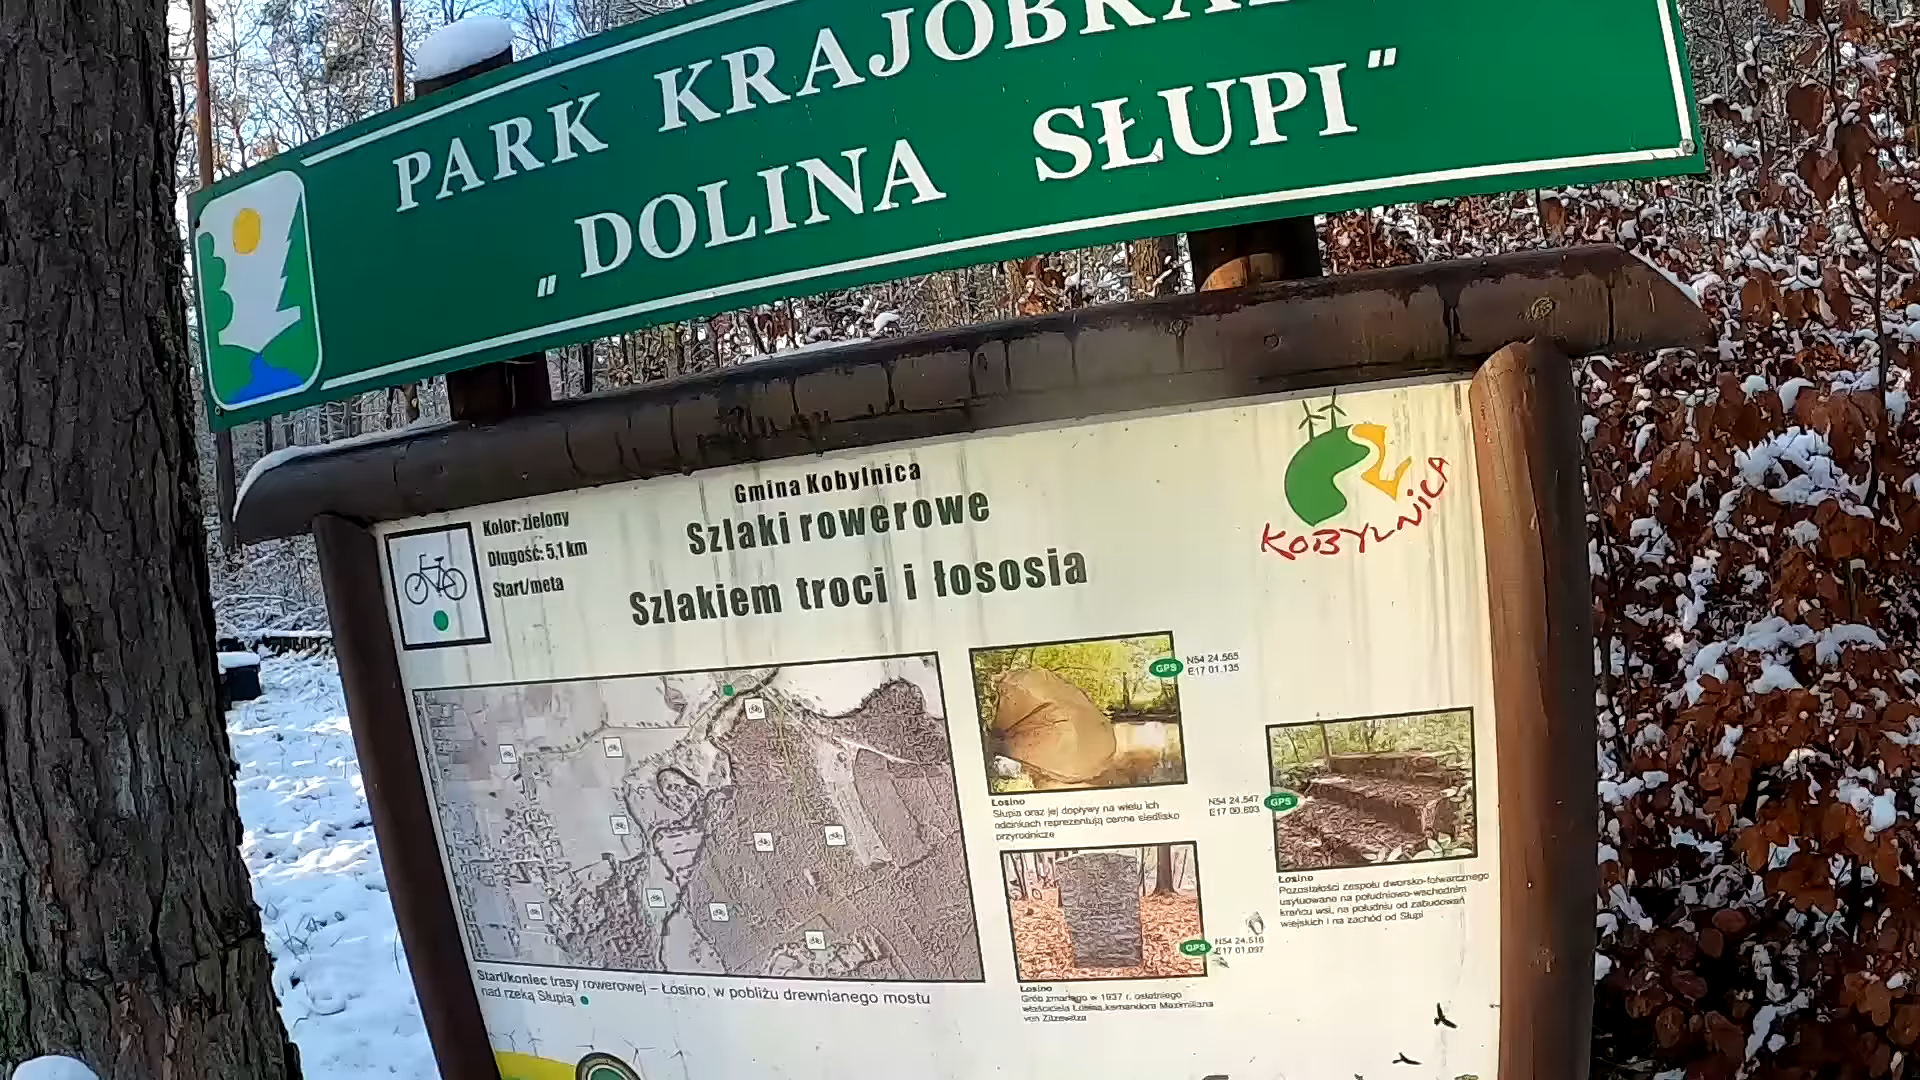 PARK KRAJOBRA
„DOLINA SŁUPI"
Gmina Kobylnica
Szlaki rowerowe
Szlakiem troci i łososia
Kolor: zielony
Długość: 5,1 km
Start/meta
KOBYLNICA
GPS
N54 24.565
E17 01.135
Łosino
Słupia oraz jej dopływy na wielu ich
odcinkach reprezentują cenne siedlisko
przyrodnicze
N54 24.547
E17 00.693
GPS
Łosino
Pozostałości zespołu dworsko-folwarcznego
usytuowane na południowo-wschodnim
krańcu wsi, na południu od zabudowań
wiejskich i na zachód od Słupi
GPS
N54 24.516
E17 01.097
Łosino
Grób zmarłego w 1937 r. ostatniego
właściciela Łosina komandora Maximiliana
von Zitzewitza
Start/koniec trasy rowerowej – Łosino, w pobliżu drewnianego mostu
nad rzeką Słupią